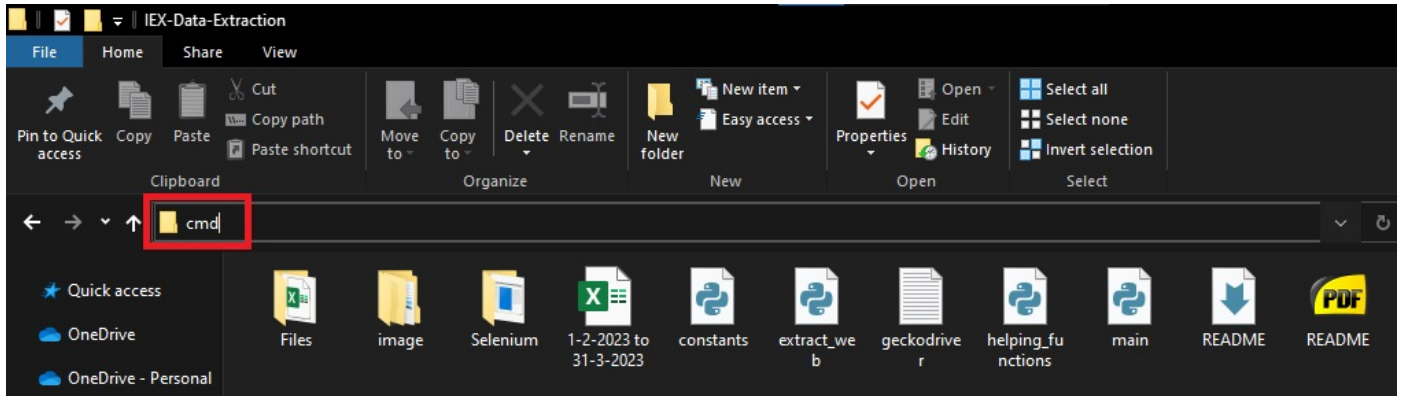 IEX-Data-Extraction
File Home Share View
Pin to Quick access
Copy
Paste
Cut
Copy path
Paste shortcut
Clipboard
Move to
Copy to
Delete
Rename
Organize
New folder
New item
Easy access
New
Properties
Open
Edit
History
Open
Select all
Select none
Invert selection
Select
cmd
Quick access
OneDrive
OneDrive - Personal
Files
image
Selenium
1-2-2023 to
31-3-2023
constants
extract_we
b
geckodrive
r
helping_fu
nctions
main
README
PDF
README